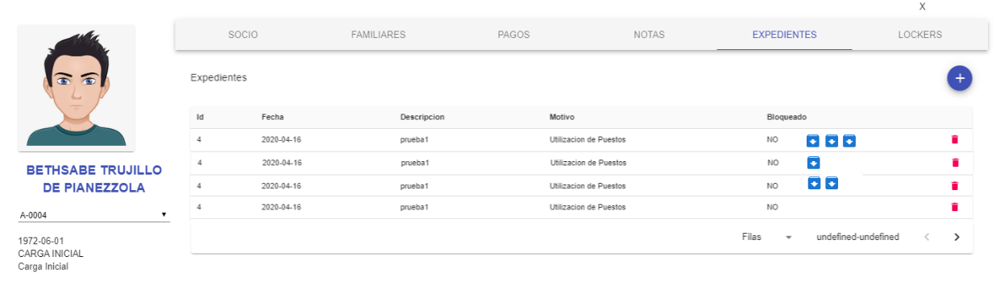 X
SOCIO FAMILIARES PAGOS NOTAS EXPEDIENTES LOCKERS
Expedientes
+
Id Fecha Descripcion Motivo Bloqueado
4 2020-04-16 prueba1 Utilizacion de Puestos NO
4 2020-04-16 prueba1 Utilizacion de Puestos NO
4 2020-04-16 prueba1 Utilizacion de Puestos NO
4 2020-04-16 prueba1 Utilizacion de Puestos NO
Filas undefined-undefined
BETHSABE TRUJILLO
DE PIANEZZOLA
A-0004
1972-06-01
CARGA INICIAL
Carga Inicial